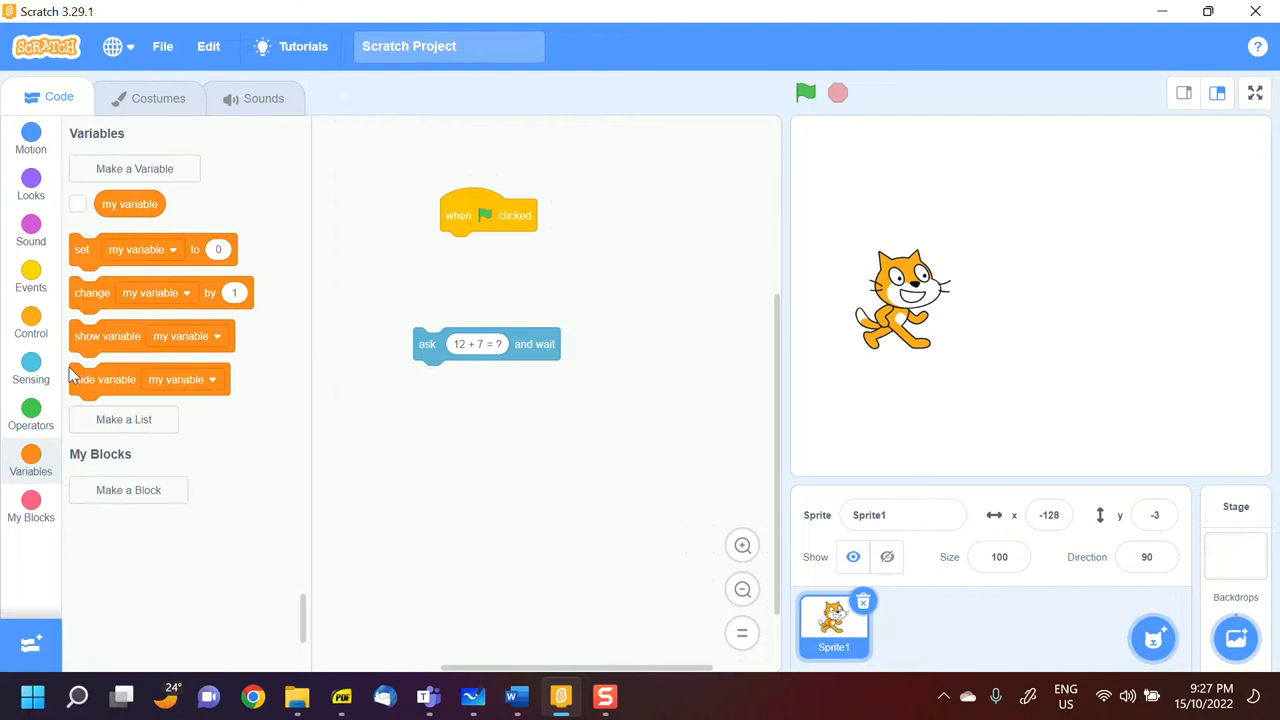 Scratch 3.29.1
SCRATCH File Edit Tutorials Scratch Project ?
Code Costumes Sounds
Motion
Looks
Sound
Events
Control
Sensing
Operators
Variables
My Blocks
Variables
Make a Variable
my variable
set my variable to 0
change my variable by 1
show variable my variable
hide variable my variable
Make a List
My Blocks
Make a Block
when clicked
ask 12 + 7 = ? and wait
Sprite Sprite1 x -128 y -3
Show Size 100 Direction 90
Sprite1
Stage
Backdrops
24°
PDF
ENG
US
9:27 PM
15/10/2022